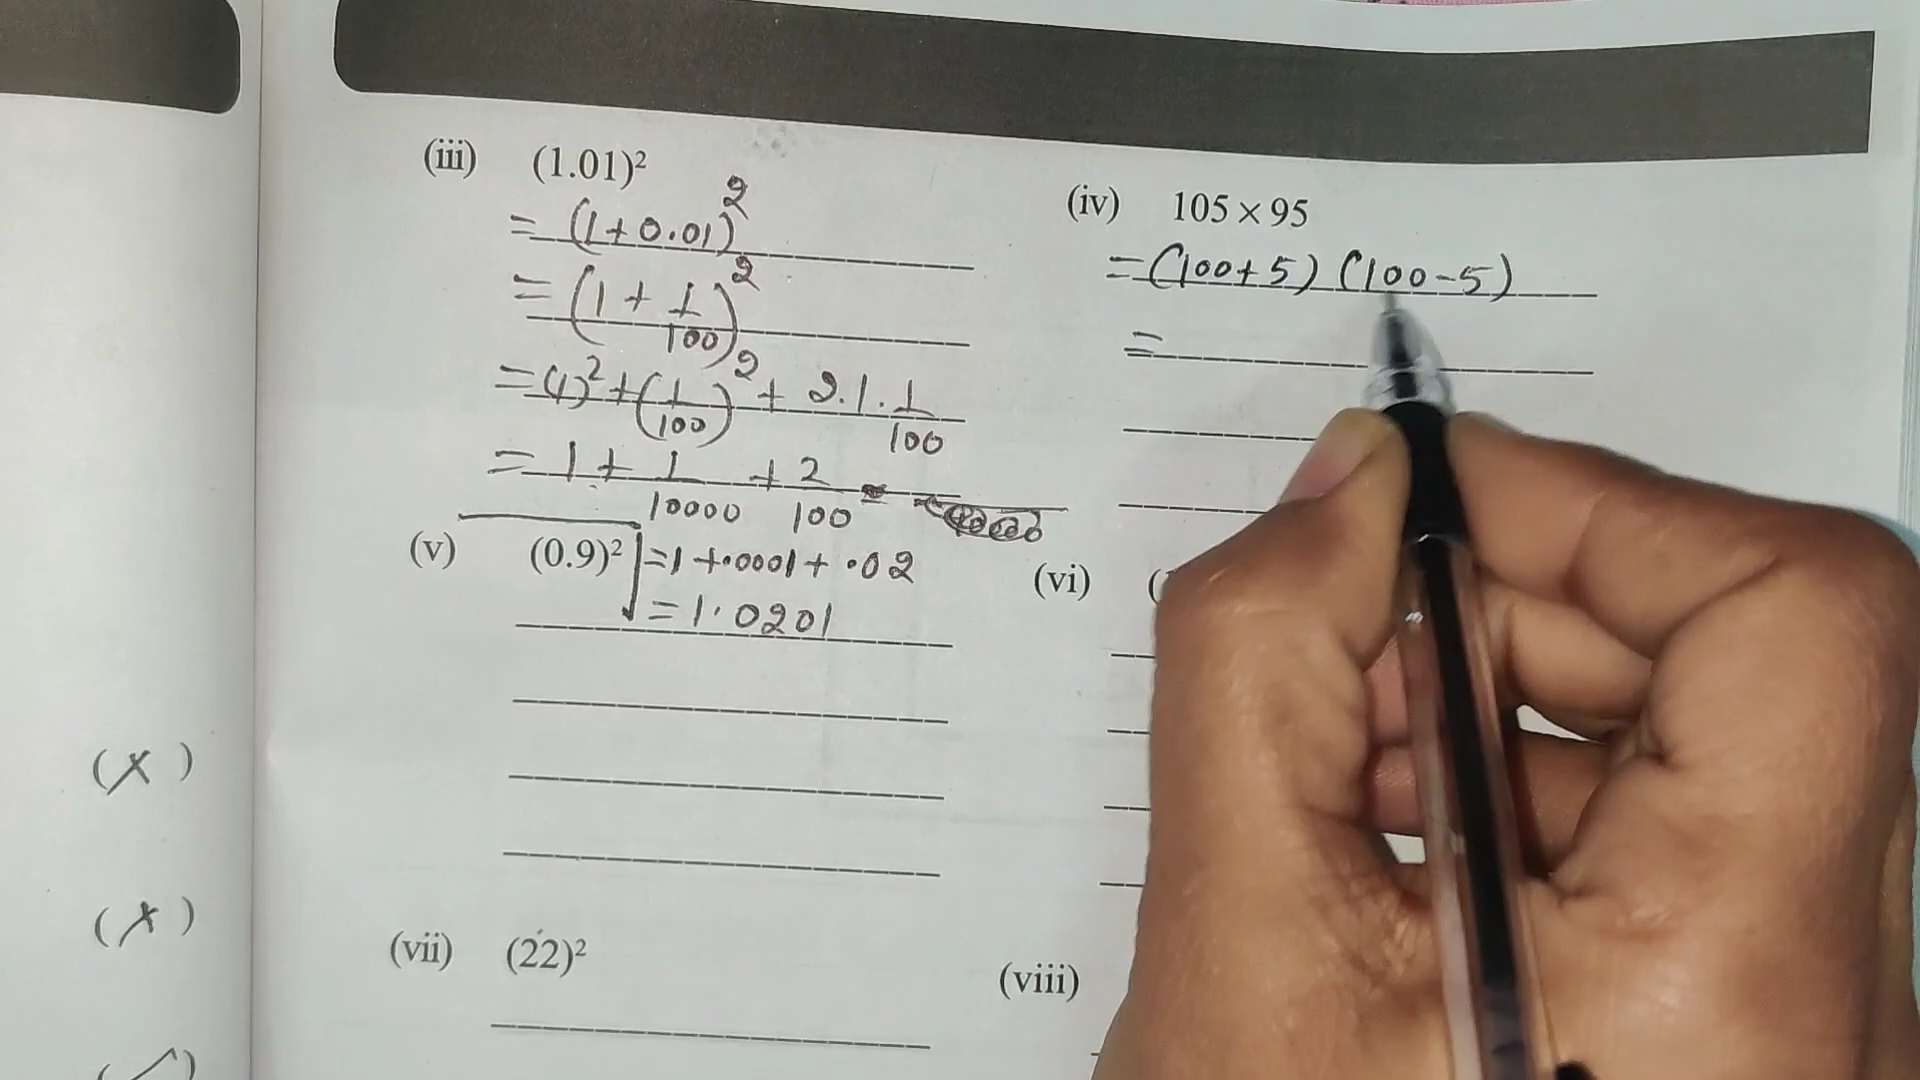 (iii) (1.01)²
= (1+0.01)²
= (1 + 1/100)²
= (1)² + (1/100)² + 2.1.1/100
= 1 + 1/10000 + 2/100 =
(iv) 105 × 95
= (100+5) (100-5)
=
(v) (0.9)²
= 1 + .0001 + .02
= 1.0201
(vi) (
(vii) (22)²
(viii)
(x)
(x)